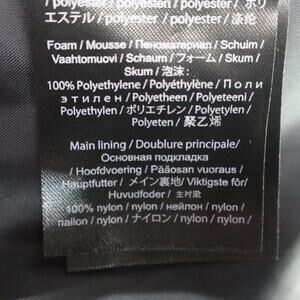 polyester / polyesteri / polyester / ポリ
エステル / polyester / polyester / 涤纶
Foam / Mousse / Пеноматериал / Schuim /
Vaahtomuovi / Schaum / フォーム / Skum /
Skum / 泡沫:
100% Polyethylene / Polyéthylène / Поли
этилен / Polyetheen / Polyeteeni /
Polyethylen / ポリエチレン / Polyetylen /
Polyeten / 聚乙烯
Main lining / Doublure principale/
Основная подкладка
/ Hoofdvoering / Pääosan vuoraus/
Hauptfutter / メイン裏地/ Viktigste fôr/
Huvudfoder / 主衬裁
100% nylon / nylon / нейлон / nylon /
nailon / nylon / ナイロン / nylon / nylon /